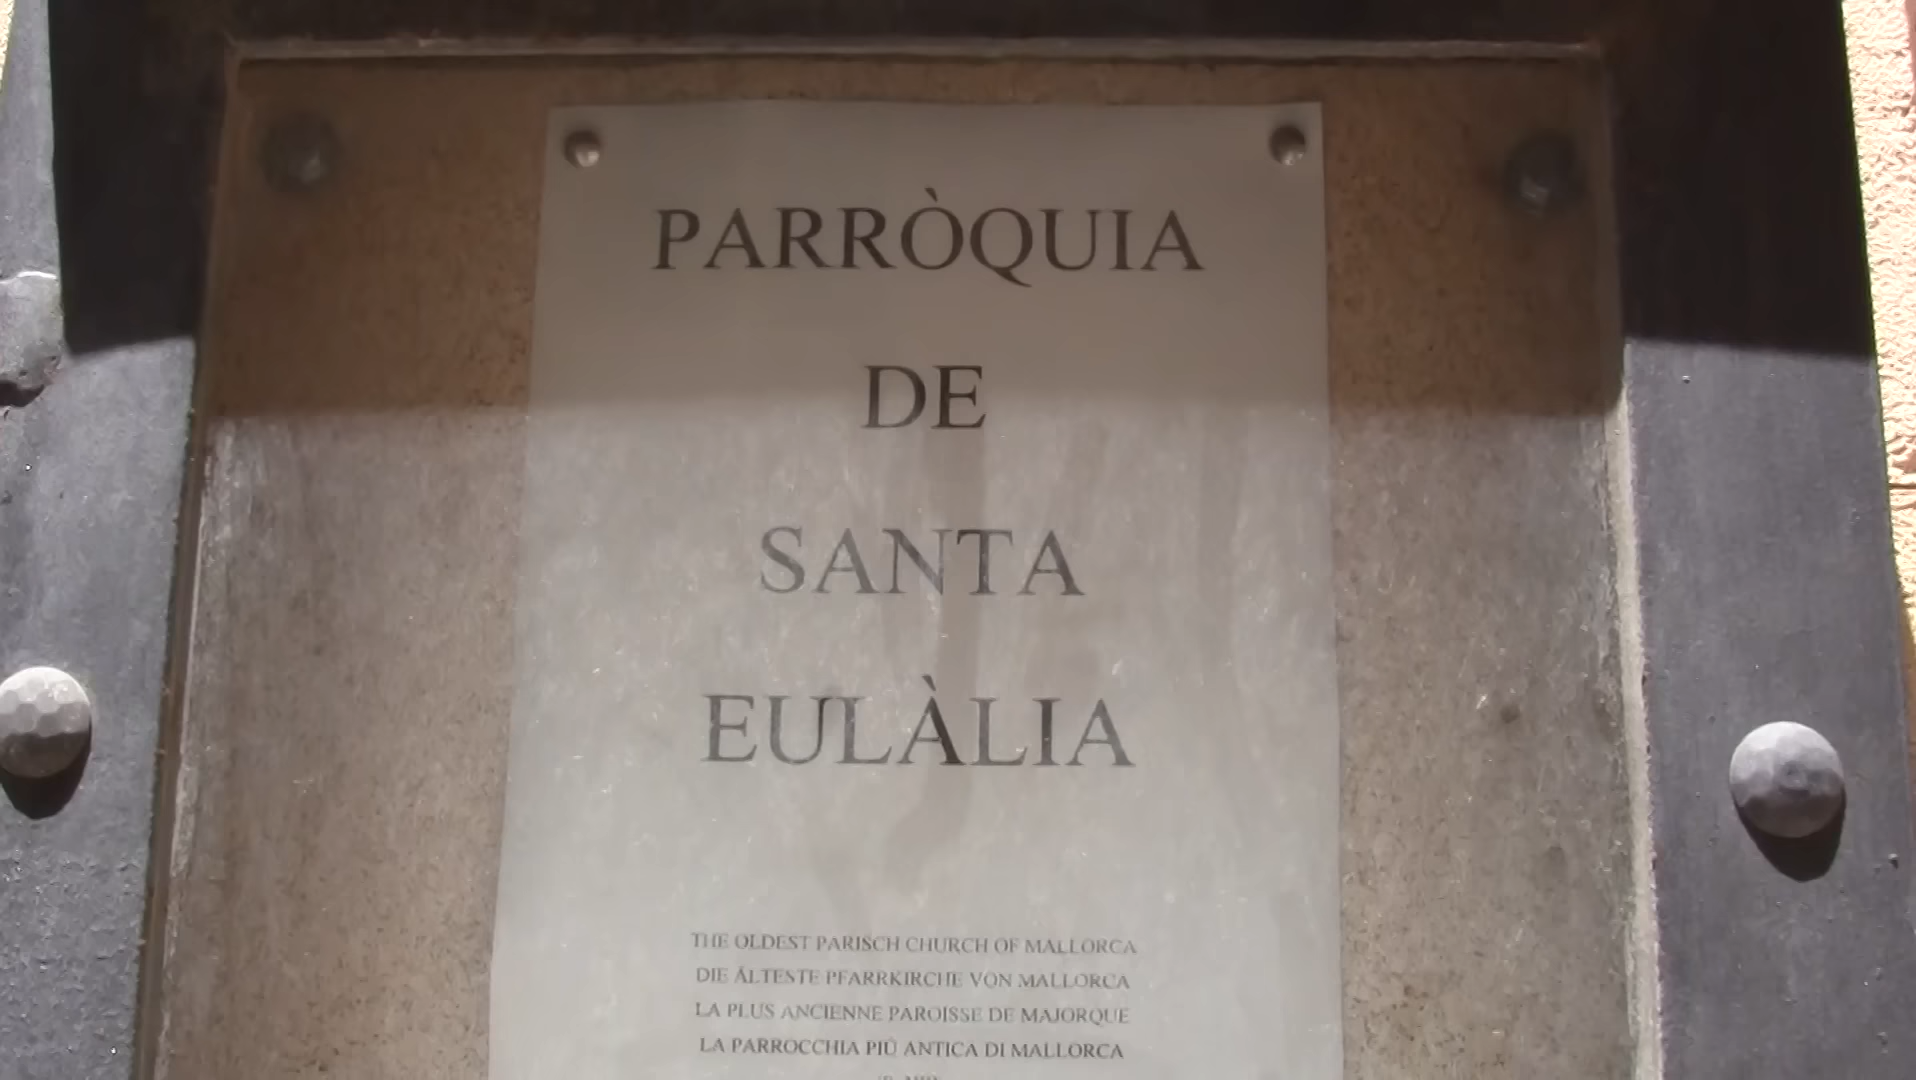 PARRÒQUIA
DE
SANTA
EULÀLIA
THE OLDEST PARISCH CHURCH OF MALLORCA
DIE ÄLTESTE PFARRKIRCHE VON MALLORCA
LA PLUS ANCIENNE PAROISSE DE MAJORQUE
LA PARROCCHIA PIÙ ANTICA DI MALLORCA